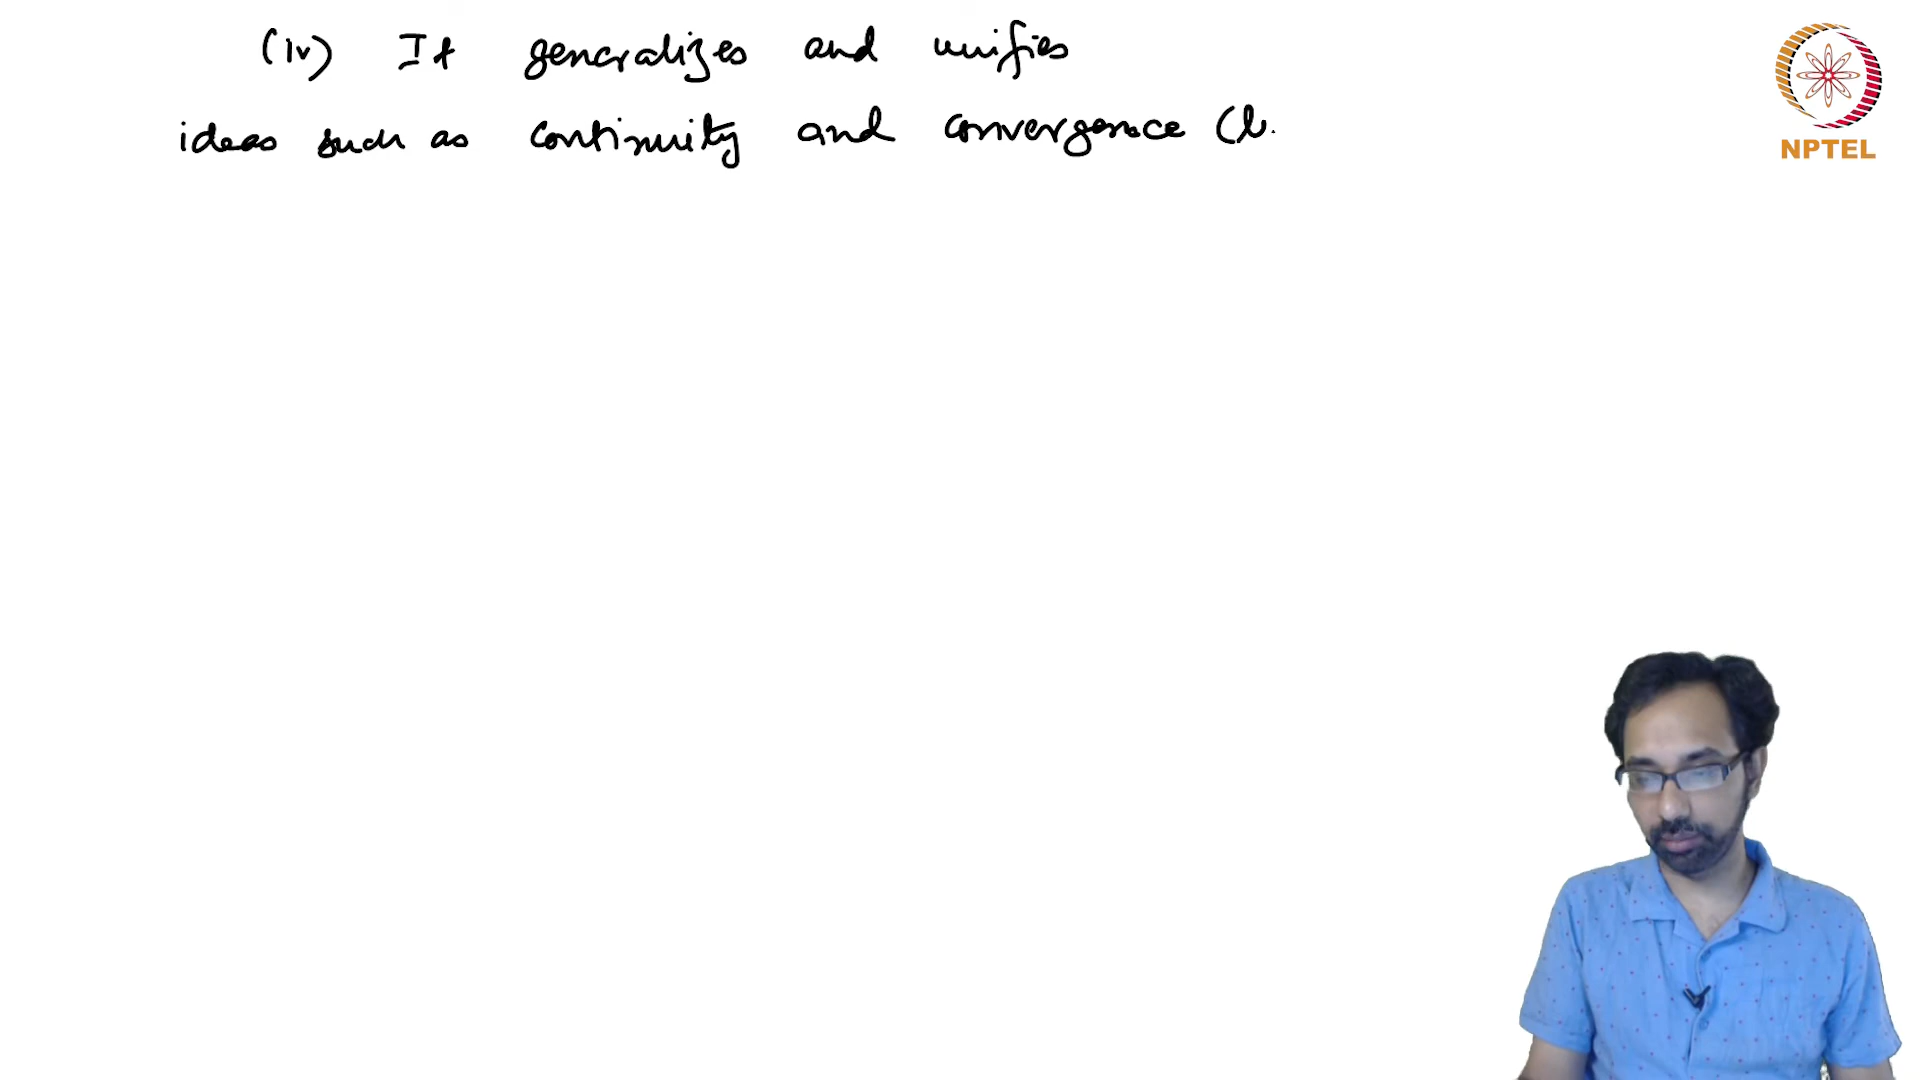 (iv) It generalizes and unifies
ideas such as continuity and convergence (
NPTEL